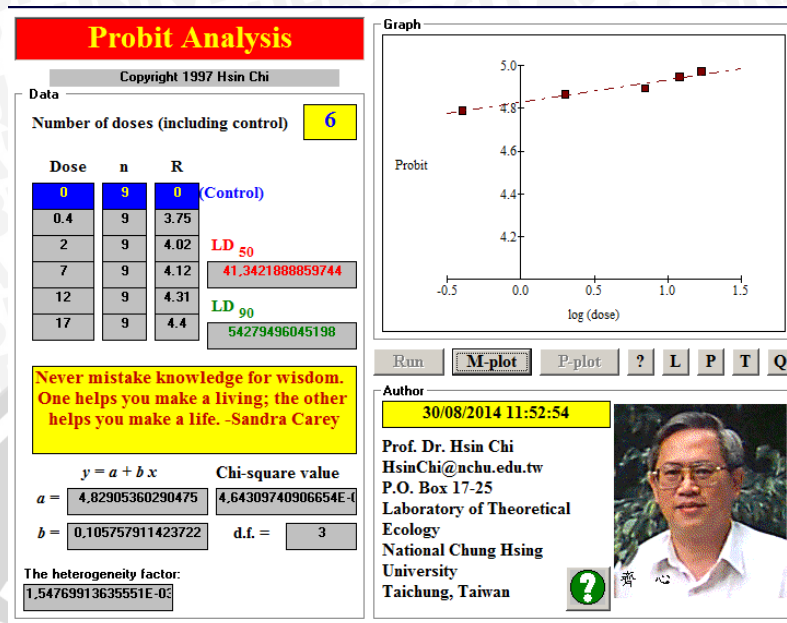 Probit Analysis
Copyright 1997 Hsin Chi
Data
Number of doses (including control) 6
Dose n R
0 9 0 (Control)
0.4 9 3.75
2 9 4.02
7 9 4.12
12 9 4.31
17 9 4.4
LD 50
41,3421888859744
LD 90
54279496045198
Never mistake knowledge for wisdom.
One helps you make a living; the other
helps you make a life. -Sandra Carey
y = a + b x Chi-square value
a = 4,82905360290475 4,64309740906654E-(
b = 0,105757911423722 d.f. = 3
The heterogeneity factor:
1,54769913635551E-03
Graph
5.0
4.8
4.6
Probit
4.4
4.2
-0.5 0.0 0.5 1.0 1.5
log (dose)
Run M-plot P-plot ? L P T Q
Author
30/08/2014 11:52:54
Prof. Dr. Hsin Chi
HsinChi@nchu.edu.tw
P.O. Box 17-25
Laboratory of Theoretical
Ecology
National Chung Hsing
University
Taichung, Taiwan
?
齊 心